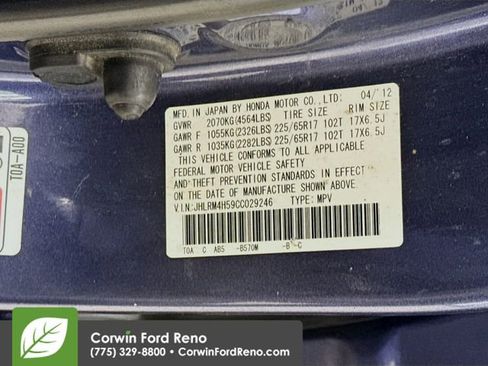 MFD. IN JAPAN BY HONDA MOTOR CO., LTD: 04/'12
GVWR 2070KG(4564LBS) TIRE SIZE RIM SIZE
GAWR F 1055KG(2326LBS)225/65R17 102T 17X6.5J
GAWR R 1035KG(2282LBS)225/65R17 102T 17X6.5J
THIS VEHICLE CONFORMS TO ALL APPLICABLE
FEDERAL MOTOR VEHICLE SAFETY
AND THEFT PREVENTION STANDARDS IN EFFECT
ON THE DATE OF MANUFACTURE SHOWN ABOVE.
V.I.N:JHLRM4H59CC029246 TYPE: MPV
T0A C AB5 -B570M -B -C
T0A-A00
Corwin Ford Reno
(775) 329-8800 • CorwinFordReno.com